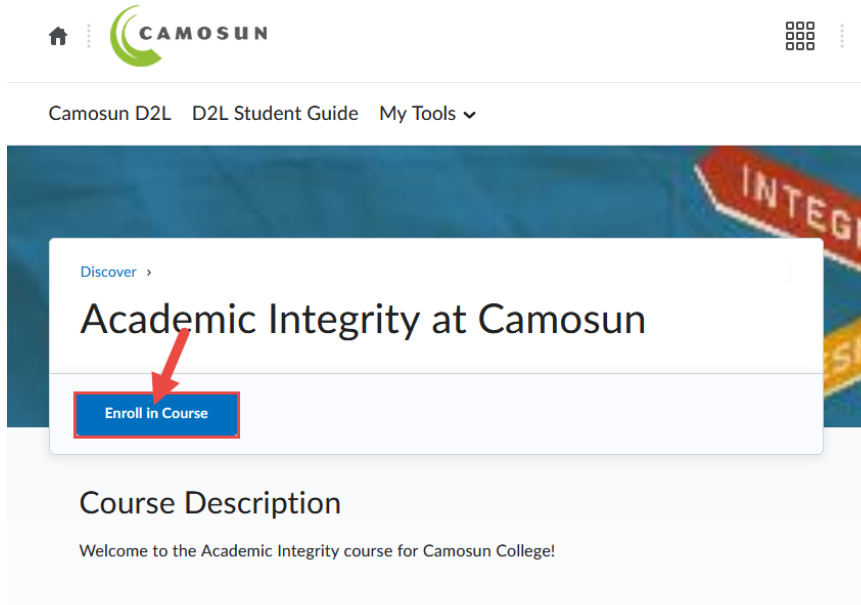 CAMOSUN
Camosun D2L D2L Student Guide My Tools
Discover ›
Academic Integrity at Camosun
Enroll in Course
Course Description
Welcome to the Academic Integrity course for Camosun College!